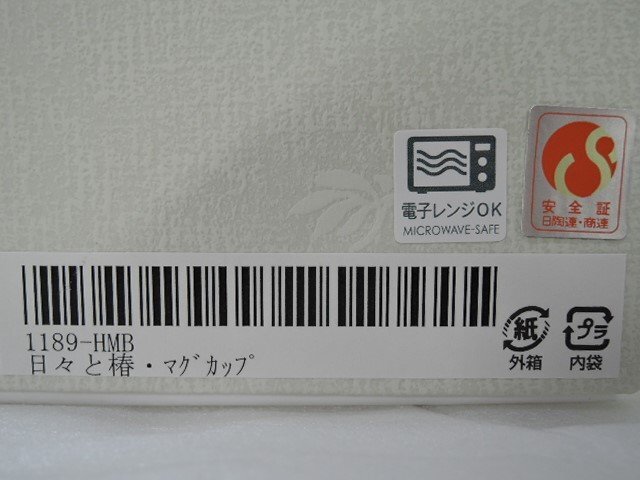 電子レンジOK
MICROWAVE-SAFE
安全証
日陶連・商連
1189-HMB
日々と椿・ﾏｸﾞｶｯﾌﾟ
紙
外箱
プラ
内袋